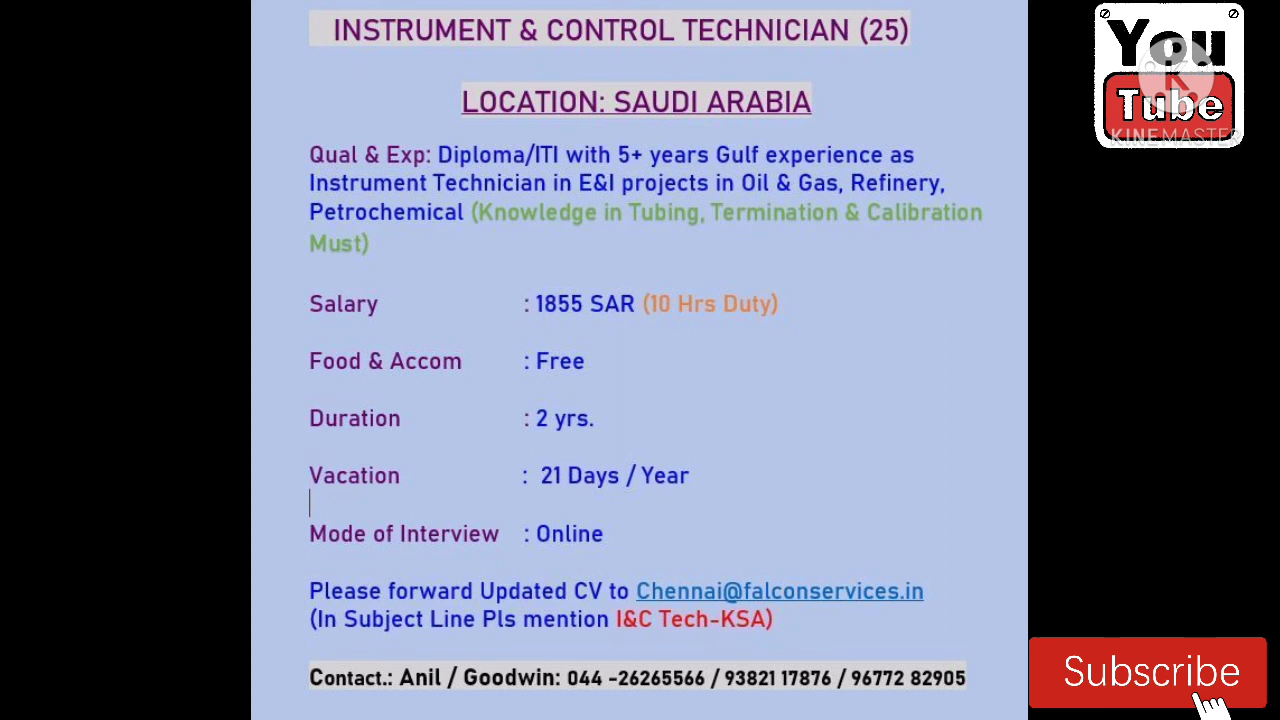 INSTRUMENT & CONTROL TECHNICIAN (25)
LOCATION: SAUDI ARABIA
Qual & Exp: Diploma/ITI with 5+ years Gulf experience as
Instrument Technician in E&I projects in Oil & Gas, Refinery,
Petrochemical (Knowledge in Tubing, Termination & Calibration
Must)
Salary : 1855 SAR (10 Hrs Duty)
Food & Accom : Free
Duration : 2 yrs.
Vacation : 21 Days / Year
Mode of Interview : Online
Please forward Updated CV to Chennai@falconservices.in
(In Subject Line Pls mention I&C Tech-KSA)
Contact.: Anil / Goodwin: 044 -26265566 / 93821 17876 / 96772 82905
You
Tube
KINEMASTER
Subscribe